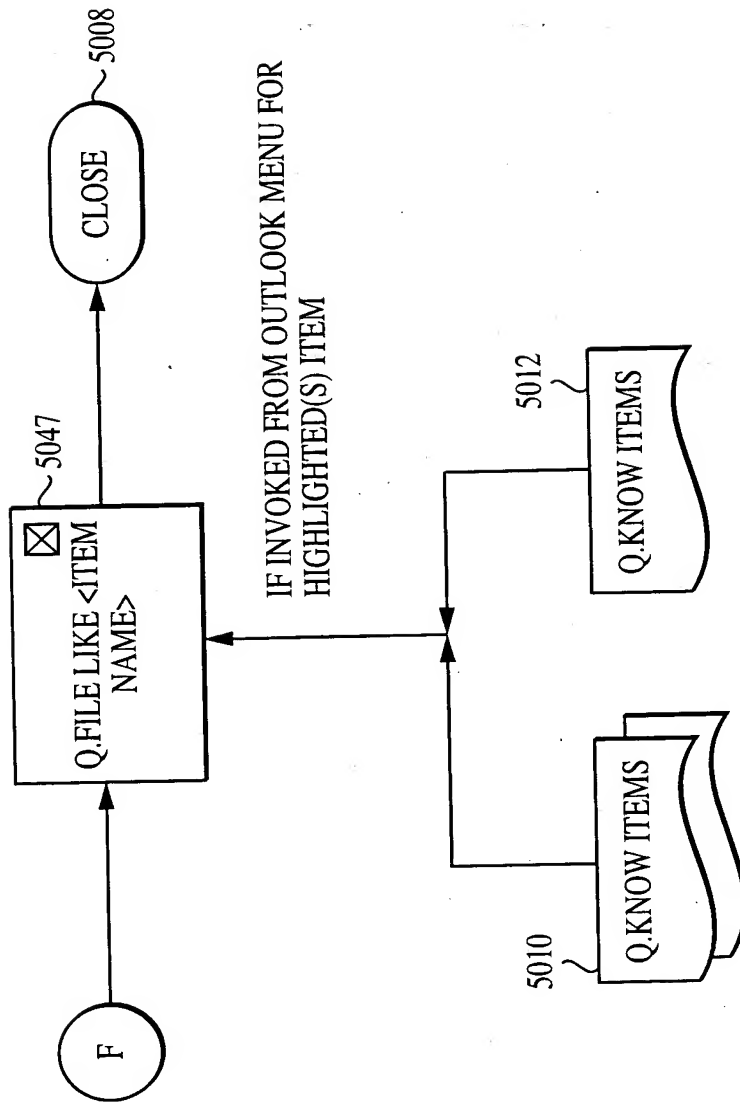 F
Q.FILE LIKE <ITEM
NAME>
5047
CLOSE
5008
IF INVOKED FROM OUTLOOK MENU FOR
HIGHLIGHTED(S) ITEM
5010
Q.KNOW ITEMS
5012
Q.KNOW ITEMS